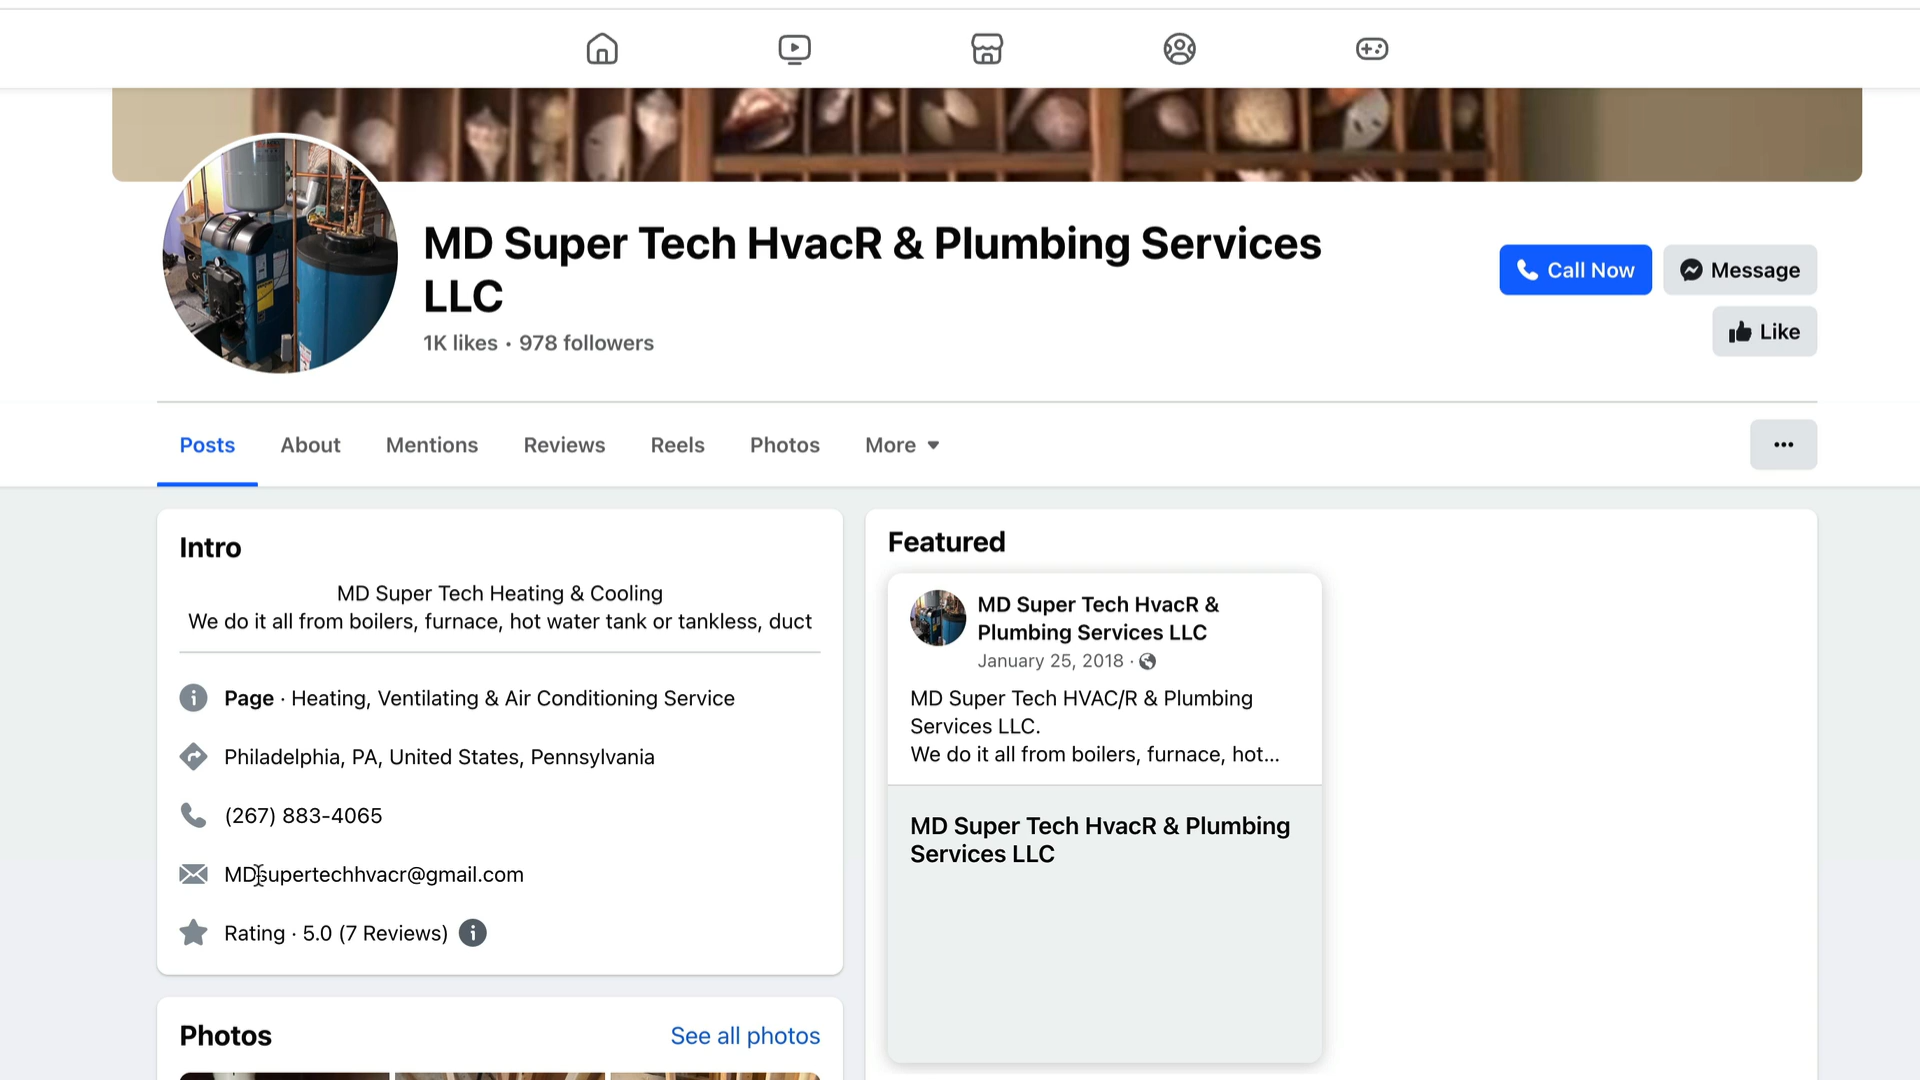 MD Super Tech HvacR & Plumbing Services
LLC
1K likes · 978 followers
Call Now
Message
Like
Posts
About
Mentions
Reviews
Reels
Photos
More
Intro
MD Super Tech Heating & Cooling
We do it all from boilers, furnace, hot water tank or tankless, duct
Page · Heating, Ventilating & Air Conditioning Service
Philadelphia, PA, United States, Pennsylvania
(267) 883-4065
MDsupertechhvacr@gmail.com
Rating · 5.0 (7 Reviews)
Photos
See all photos
Featured
MD Super Tech HvacR &
Plumbing Services LLC
January 25, 2018 ·
MD Super Tech HVAC/R & Plumbing
Services LLC.
We do it all from boilers, furnace, hot...
MD Super Tech HvacR & Plumbing
Services LLC